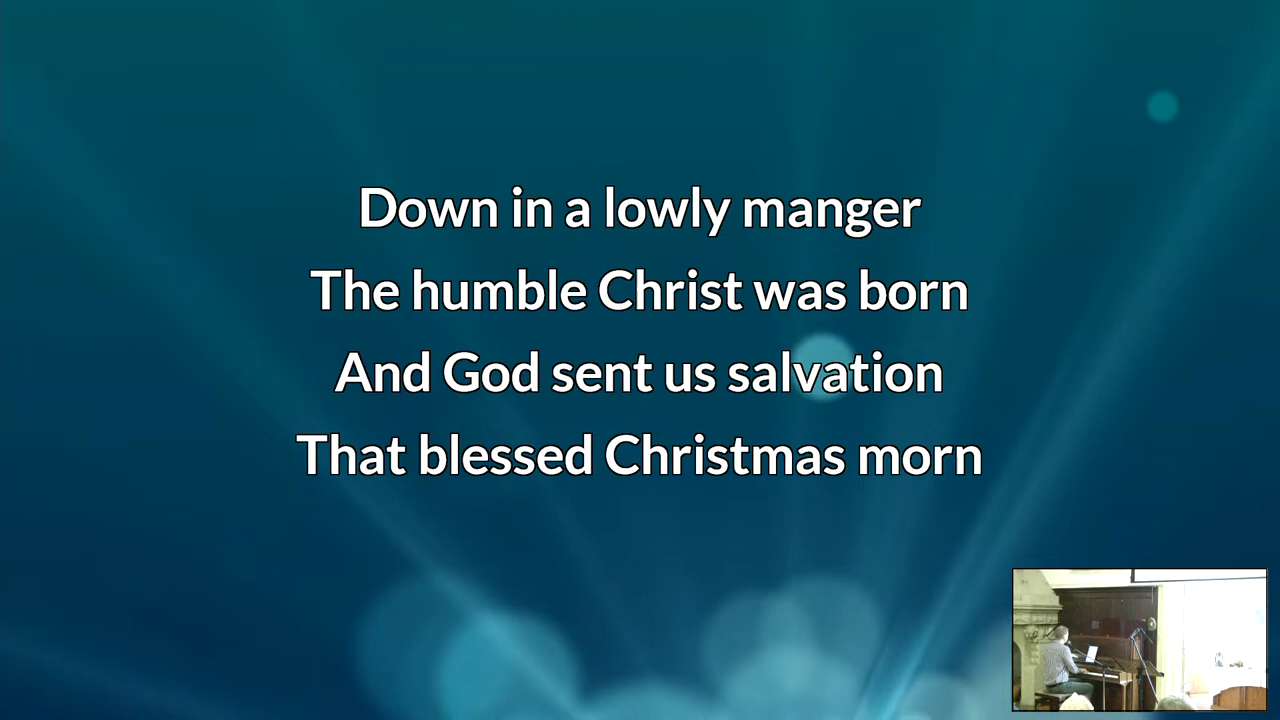 Down in a lowly manger
The humble Christ was born
And God sent us salvation
That blessed Christmas morn